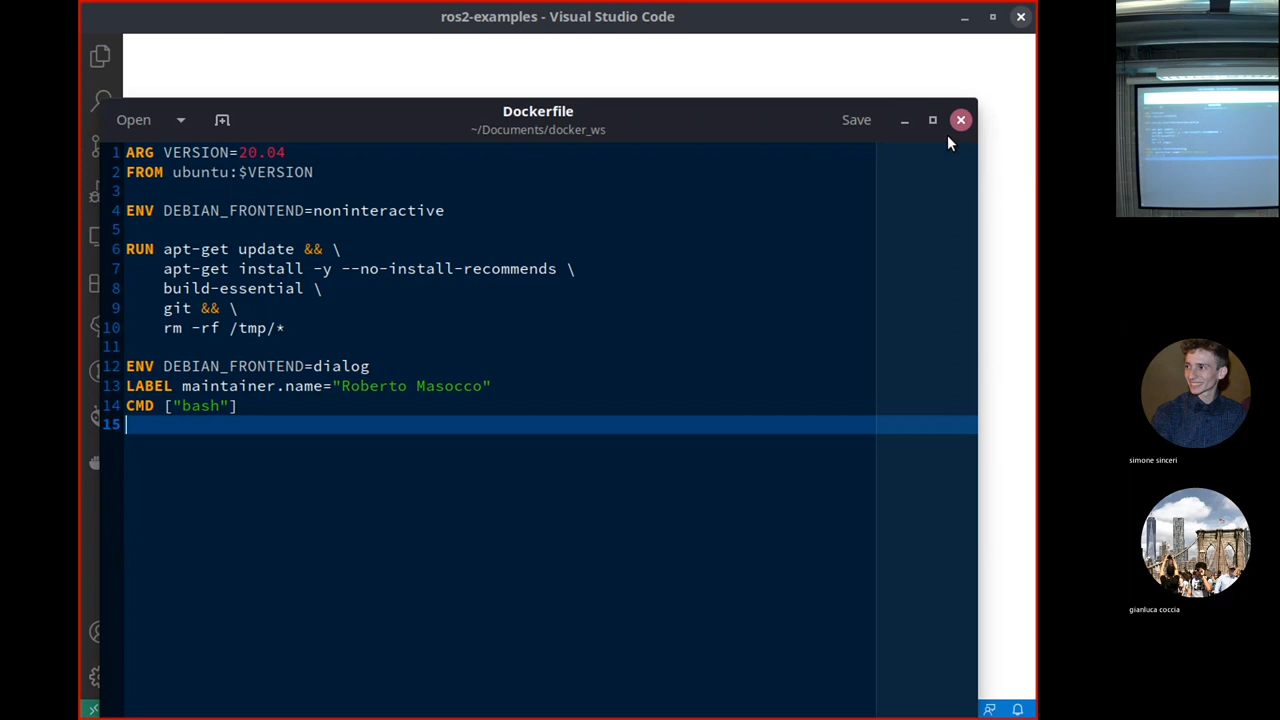 ros2-examples - Visual Studio Code
Open
Dockerfile
~/Documents/docker_ws
Save
1 ARG VERSION=20.04
2 FROM ubuntu:$VERSION
3
4 ENV DEBIAN_FRONTEND=noninteractive
5
6 RUN apt-get update && \
7 apt-get install -y --no-install-recommends \
8 build-essential \
9 git && \
10 rm -rf /tmp/*
11
12 ENV DEBIAN_FRONTEND=dialog
13 LABEL maintainer.name="Roberto Masocco"
14 CMD ["bash"]
15
simone sinceri
gianluca coccia